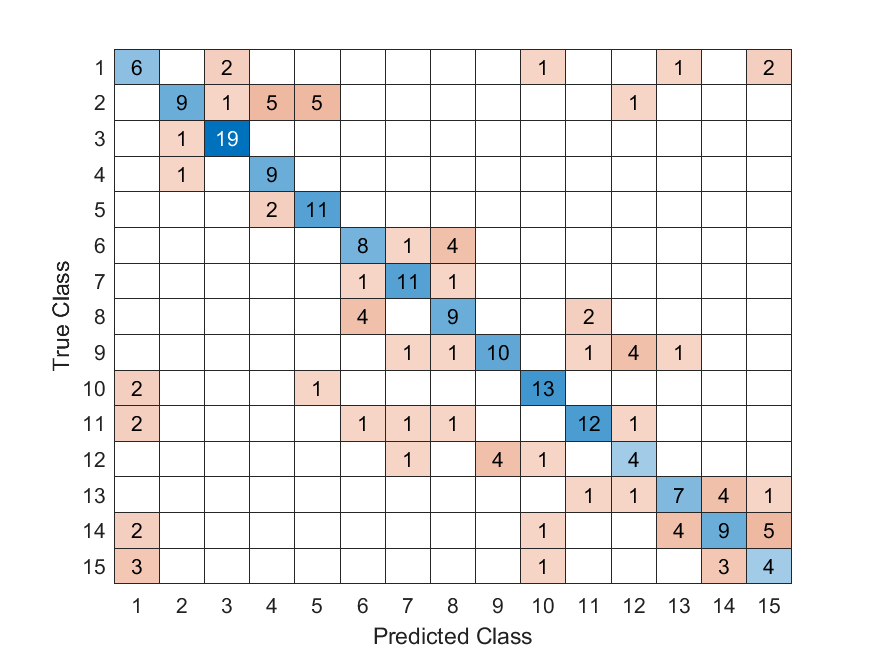 1 6 2 1 1 2
2 9 1 5 5 1
3 1 19
4 1 9
5 2 11
6 8 1 4
7 1 11 1
8 4 9 2
9 1 1 10 1 4 1
10 2 1 13
11 2 1 1 1 12 1
12 1 4 1 4
13 1 1 7 4 1
14 2 1 4 9 5
15 3 1 3 4
1 2 3 4 5 6 7 8 9 10 11 12 13 14 15
Predicted Class
True Class